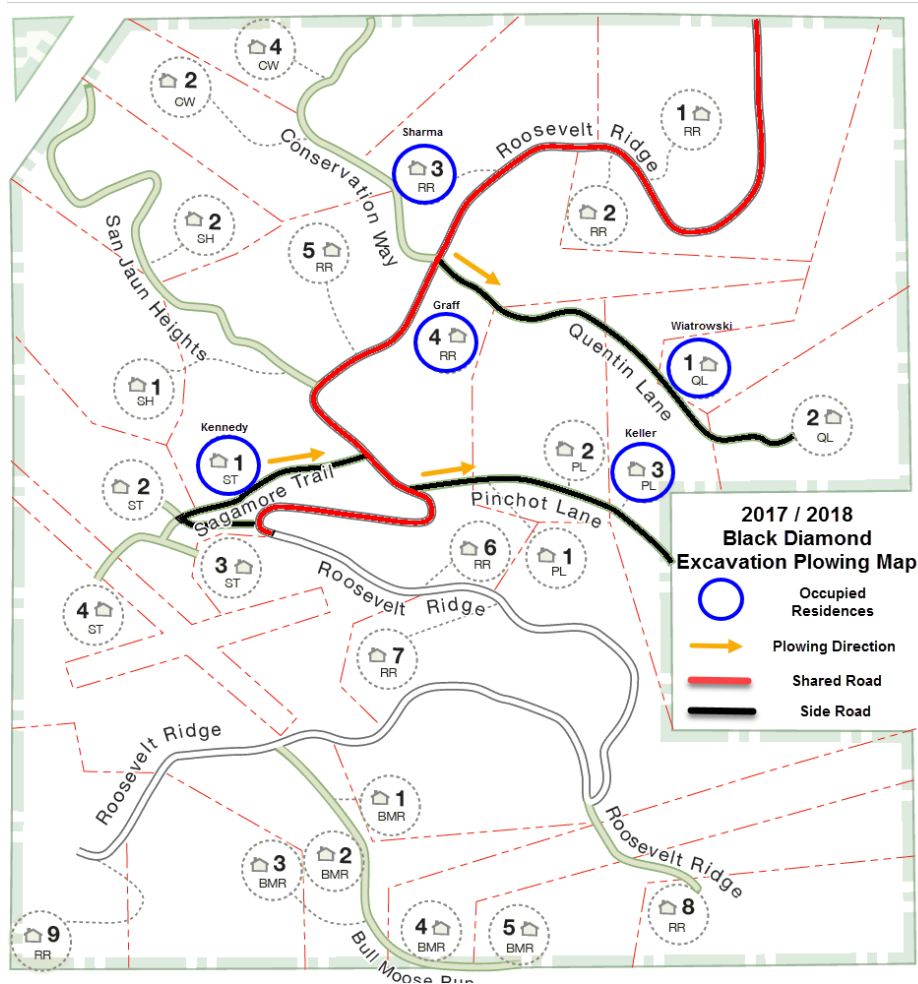 4
CW
2
CW
Sharma
3
RR
Conservation Way
Roosevelt Ridge
1
RR
2
RR
2
SH
San Jaun Heights
5
RR
Graff
4
RR
Quentin Lane
Wiatrowski
1
QL
2
QL
1
SH
Kennedy
1
ST
Sagamore Trail
2
ST
3
ST
4
ST
2
PL
Keller
3
PL
Pinchot Lane
1
PL
6
RR
Roosevelt Ridge
7
RR
2017 / 2018
Black Diamond
Excavation Plowing Map
Occupied
Residences
Plowing Direction
Shared Road
Side Road
Roosevelt Ridge
1
BMR
2
BMR
3
BMR
4
BMR
5
BMR
Bull Moose Run
Roosevelt Ridge
8
RR
9
RR